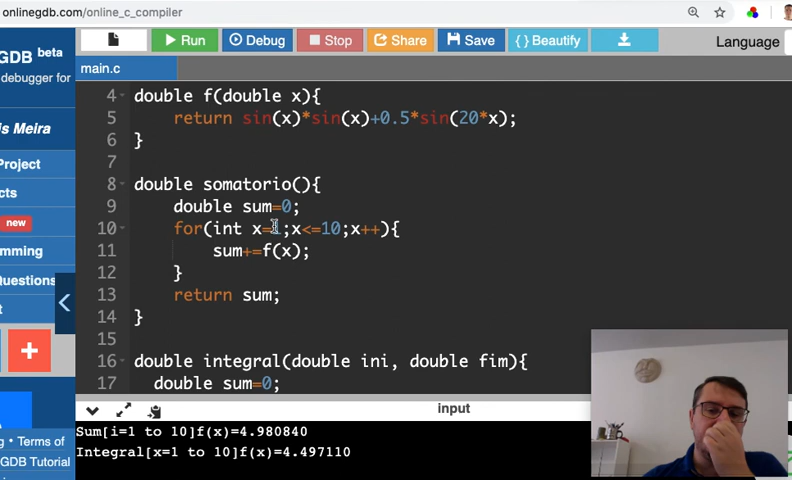 onlinegdb.com/online_c_compiler
GDB beta
debugger for
is Meira
Project
cts
new
mming
Questions
t
g • Terms of
GDB Tutorial
Run Debug Stop Share Save { } Beautify Language
main.c
4 double f(double x){
5 return sin(x)*sin(x)+0.5*sin(20*x);
6 }
7
8 double somatorio(){
9 double sum=0;
10 for(int x=1;x<=10;x++){
11 sum+=f(x);
12 }
13 return sum;
14 }
15
16 double integral(double ini, double fim){
17 double sum=0;
input
Sum[i=1 to 10]f(x)=4.980840
Integral[x=1 to 10]f(x)=4.497110